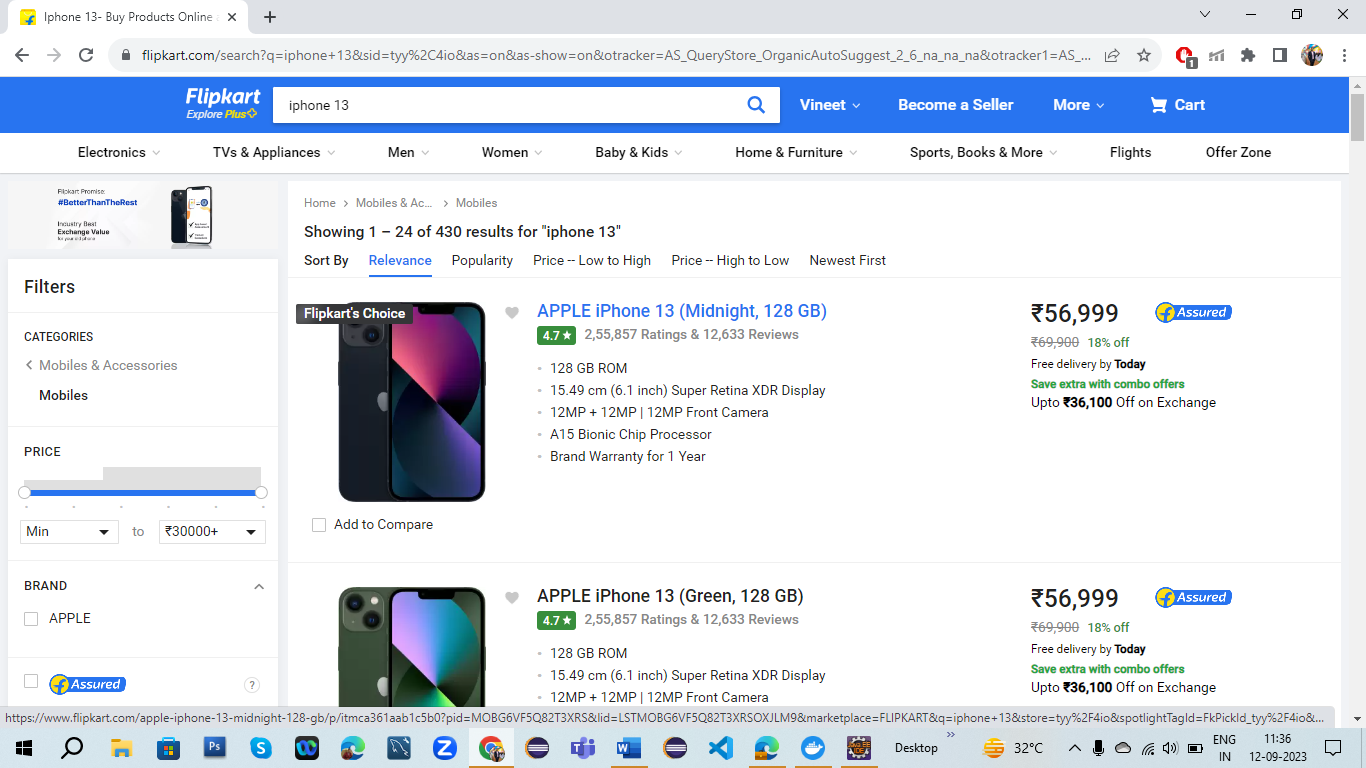 Iphone 13- Buy Products Online
flipkart.com/search?q=iphone+13&sid=tyy%2C4io&as=on&as-show=on&otracker=AS_QueryStore_OrganicAutoSuggest_2_6_na_na_na&otracker1=AS_...
1
Flipkart
Explore Plus
iphone 13
Vineet
Become a Seller
More
Cart
Electronics
TVs & Appliances
Men
Women
Baby & Kids
Home & Furniture
Sports, Books & More
Flights
Offer Zone
Flipkart Promise:
#BetterThanTheRest
Industry Best
Exchange Value
for your old phone
Filters
CATEGORIES
Mobiles & Accessories
Mobiles
PRICE
Min to ₹30000+
BRAND
APPLE
Assured
?
Home > Mobiles & Ac... > Mobiles
Showing 1 – 24 of 430 results for "iphone 13"
Sort By Relevance Popularity Price -- Low to High Price -- High to Low Newest First
Flipkart's Choice
APPLE iPhone 13 (Midnight, 128 GB)
4.7★ 2,55,857 Ratings & 12,633 Reviews
128 GB ROM
15.49 cm (6.1 inch) Super Retina XDR Display
12MP + 12MP | 12MP Front Camera
A15 Bionic Chip Processor
Brand Warranty for 1 Year
₹56,999
Assured
₹69,900 18% off
Free delivery by Today
Save extra with combo offers
Upto ₹36,100 Off on Exchange
Add to Compare
APPLE iPhone 13 (Green, 128 GB)
4.7★ 2,55,857 Ratings & 12,633 Reviews
128 GB ROM
15.49 cm (6.1 inch) Super Retina XDR Display
12MP + 12MP | 12MP Front Camera
₹56,999
Assured
₹69,900 18% off
Free delivery by Today
Save extra with combo offers
Upto ₹36,100 Off on Exchange
https://www.flipkart.com/apple-iphone-13-midnight-128-gb/p/itmca361aab1c5b0?pid=MOBG6VF5Q82T3XRS&lid=LSTMOBG6VF5Q82T3XRSOXJLM9&marketplace=FLIPKART&q=iphone+13&store=tyy%2F4io&spotlightTagId=FkPickId_tyy%2F4io&...
Desktop
32°C
ENG
IN
11:36
12-09-2023